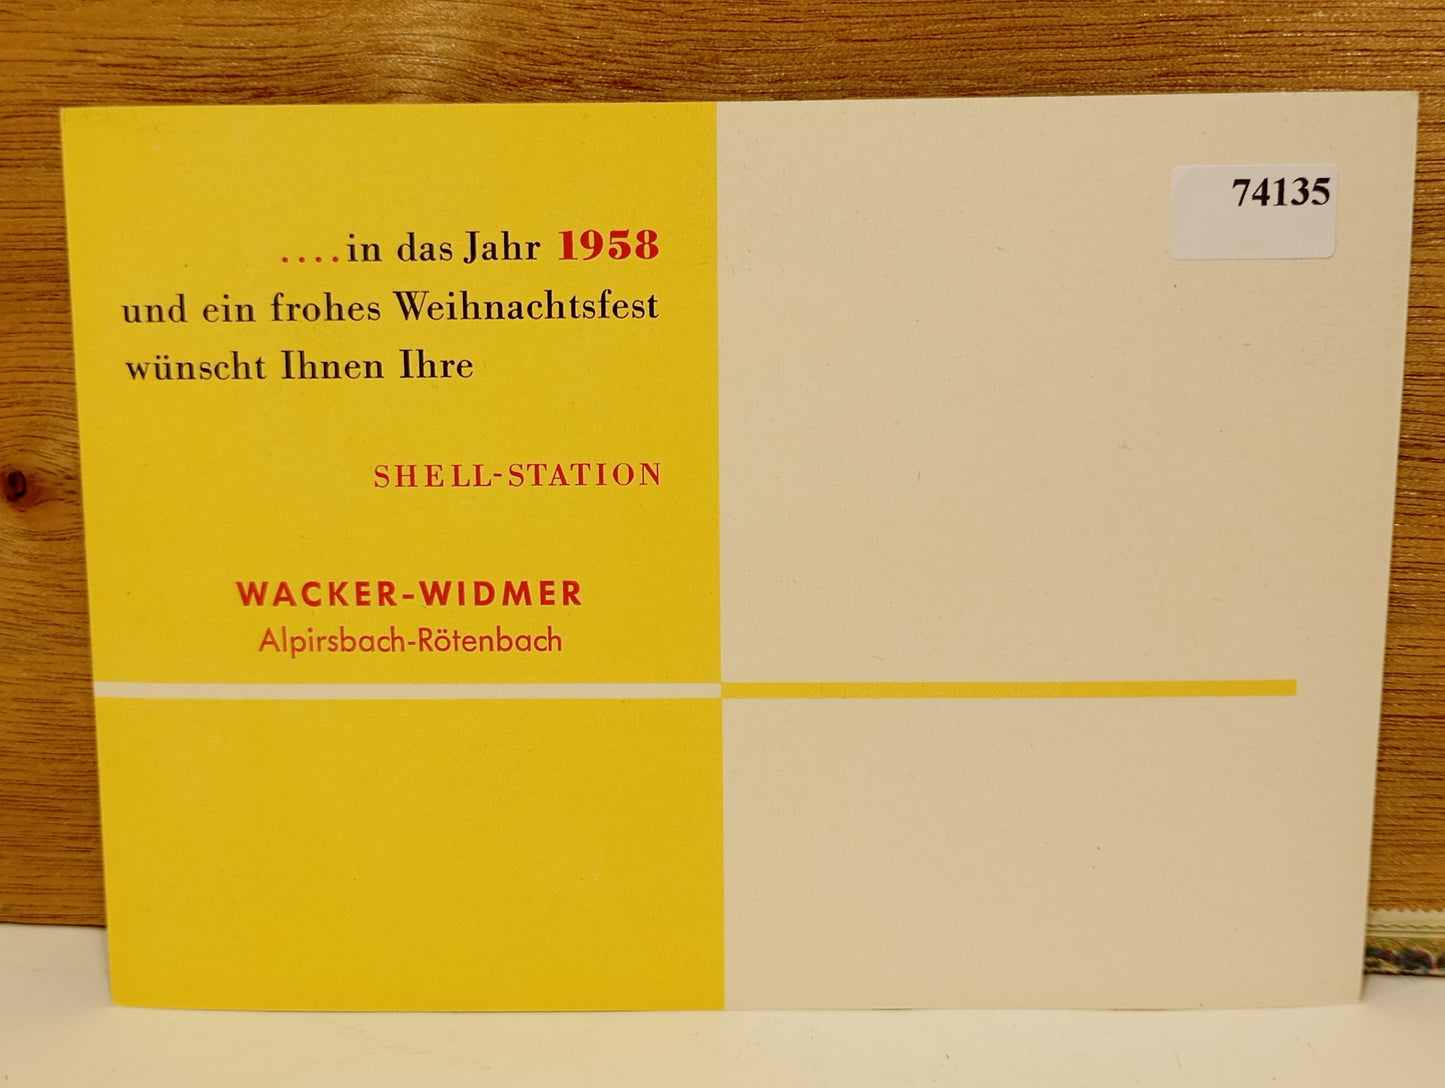 ....in das Jahr 1958
und ein frohes Weihnachtsfest
wünscht Ihnen Ihre
SHELL-STATION
WACKER-WIDMER
Alpirsbach-Rötenbach
74135